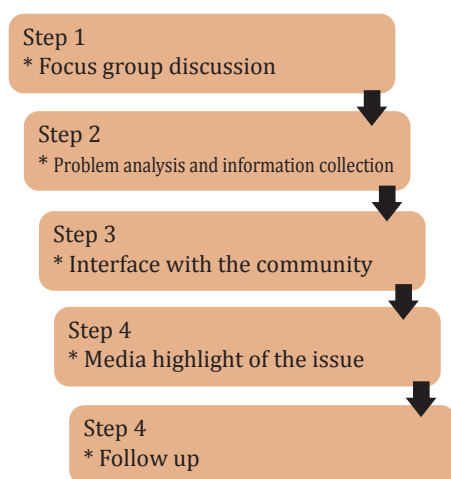 Step 1
* Focus group discussion
Step 2
* Problem analysis and information collection
Step 3
* Interface with the community
Step 4
* Media highlight of the issue
Step 4
* Follow up